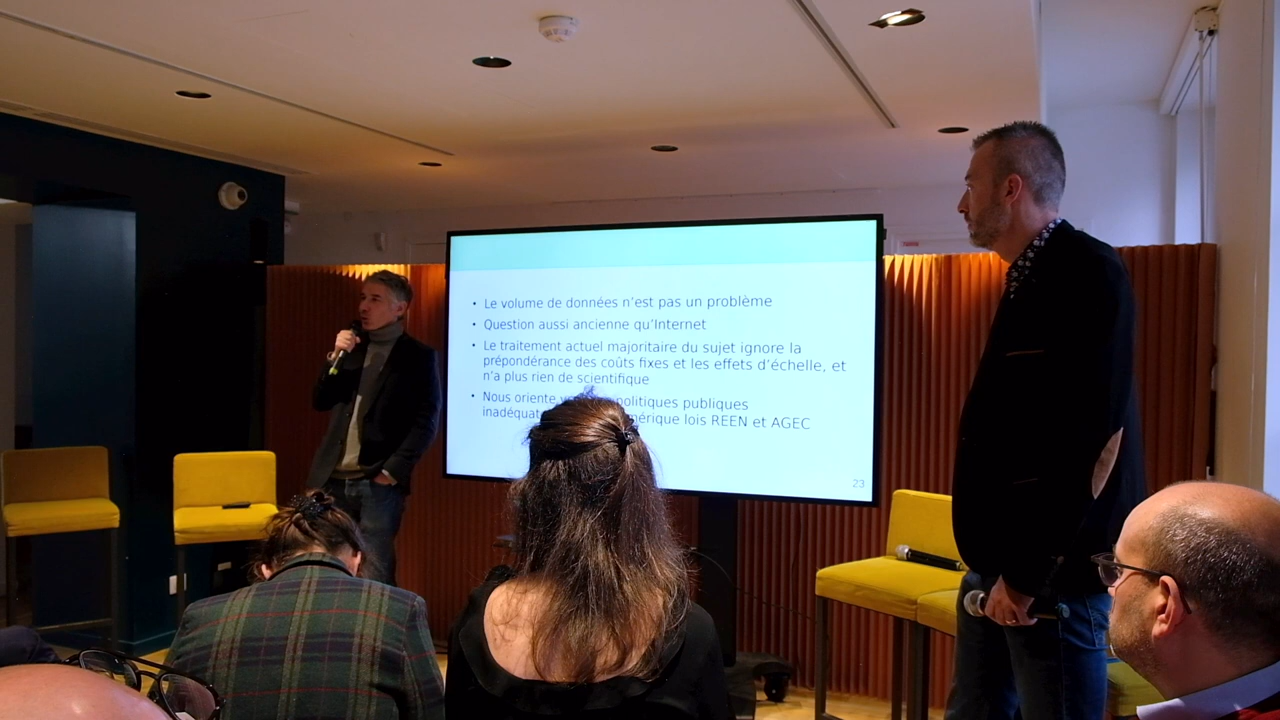 • Le volume de données n'est pas un problème
• Question aussi ancienne qu'Internet
• Le traitement actuel majoritaire du sujet ignore la
prépondérance des coûts fixes et les effets d'échelle, et
n'a plus rien de scientifique
• Nous oriente politiques publiques
lois REEN et AGEC
23